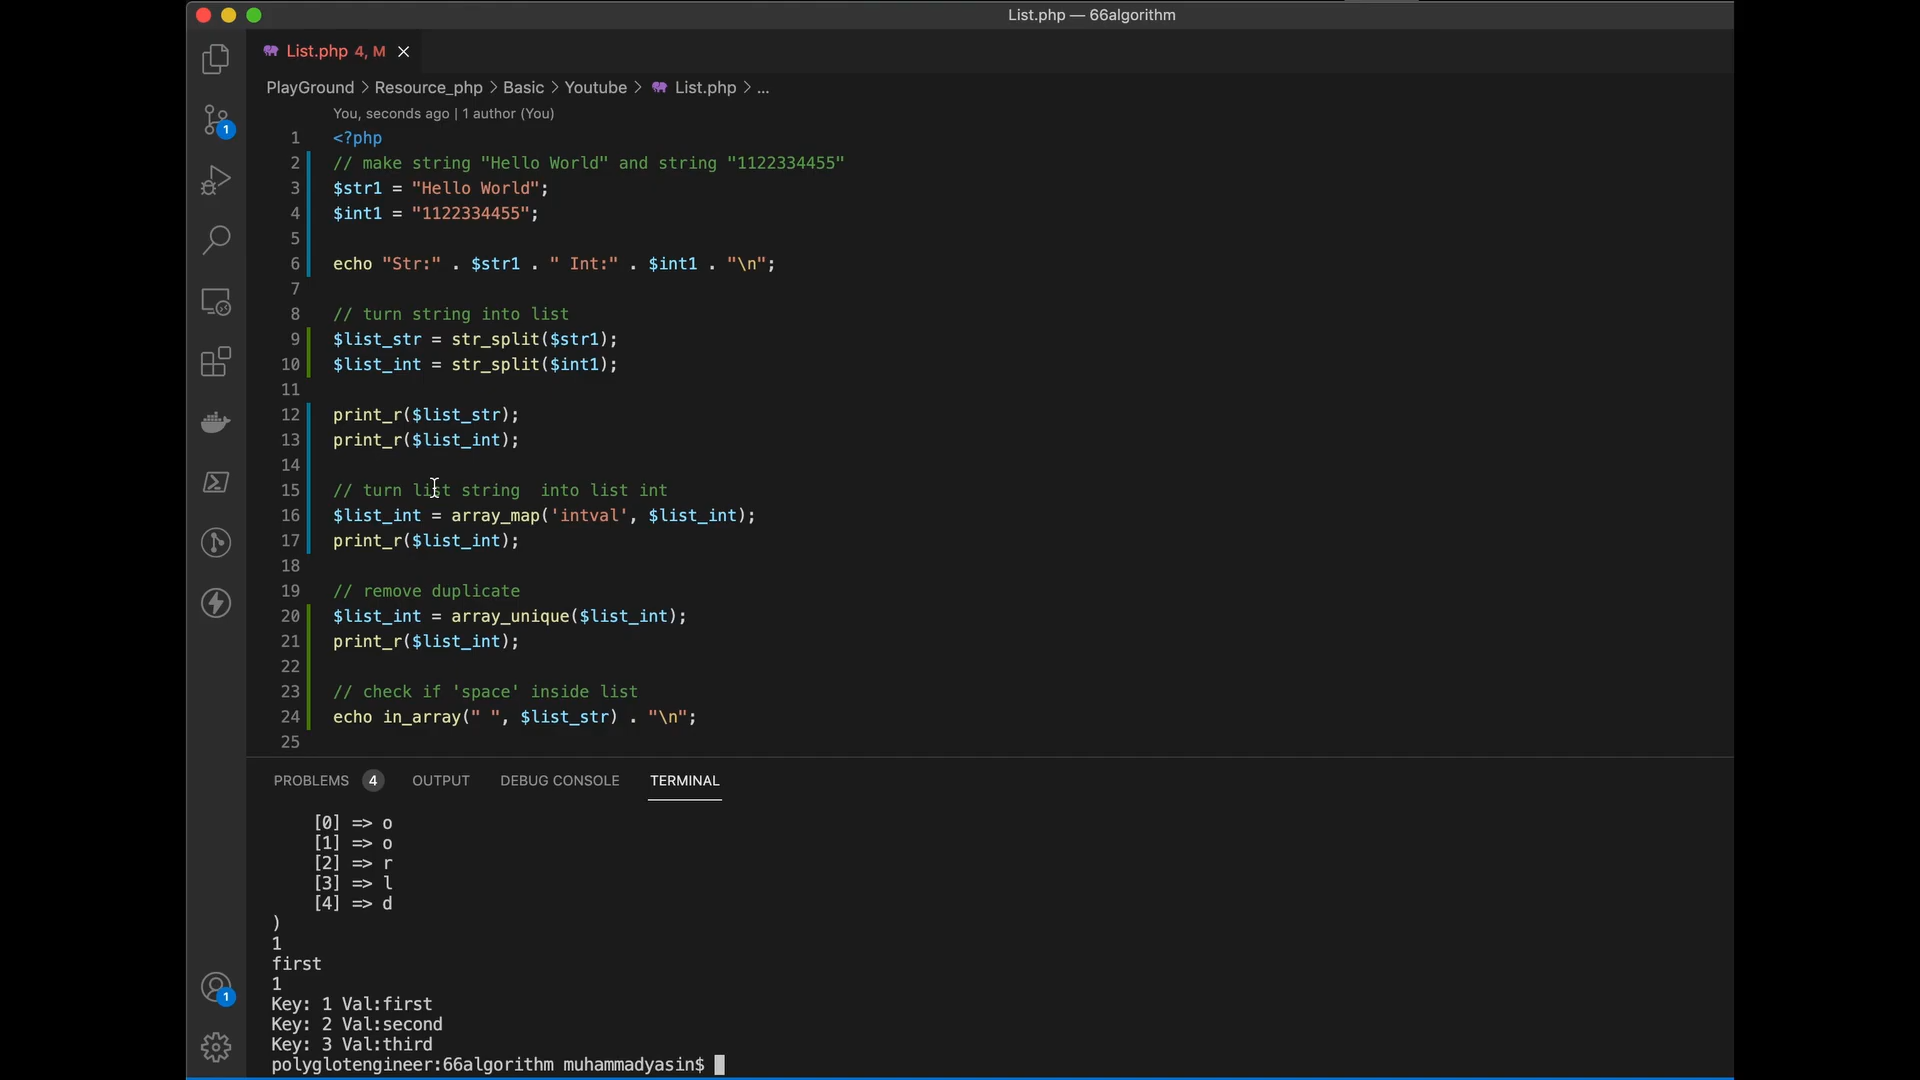 List.php — 66algorithm
List.php 4, M
PlayGround > Resource_php > Basic > Youtube > List.php > ...
You, seconds ago | 1 author (You)
1 <?php
2 // make string "Hello World" and string "1122334455"
3 $str1 = "Hello World";
4 $int1 = "1122334455";
5
6 echo "Str:" . $str1 . " Int:" . $int1 . "\n";
7
8 // turn string into list
9 $list_str = str_split($str1);
10 $list_int = str_split($int1);
11
12 print_r($list_str);
13 print_r($list_int);
14
15 // turn list string  into list int
16 $list_int = array_map('intval', $list_int);
17 print_r($list_int);
18
19 // remove duplicate
20 $list_int = array_unique($list_int);
21 print_r($list_int);
22
23 // check if 'space' inside list
24 echo in_array(" ", $list_str) . "\n";
25
1
1
PROBLEMS 4 OUTPUT DEBUG CONSOLE TERMINAL
[0] => o
[1] => o
[2] => r
[3] => l
[4] => d
)
1
first
1
Key: 1 Val:first
Key: 2 Val:second
Key: 3 Val:third
polyglotengineer:66algorithm muhammadyasin$